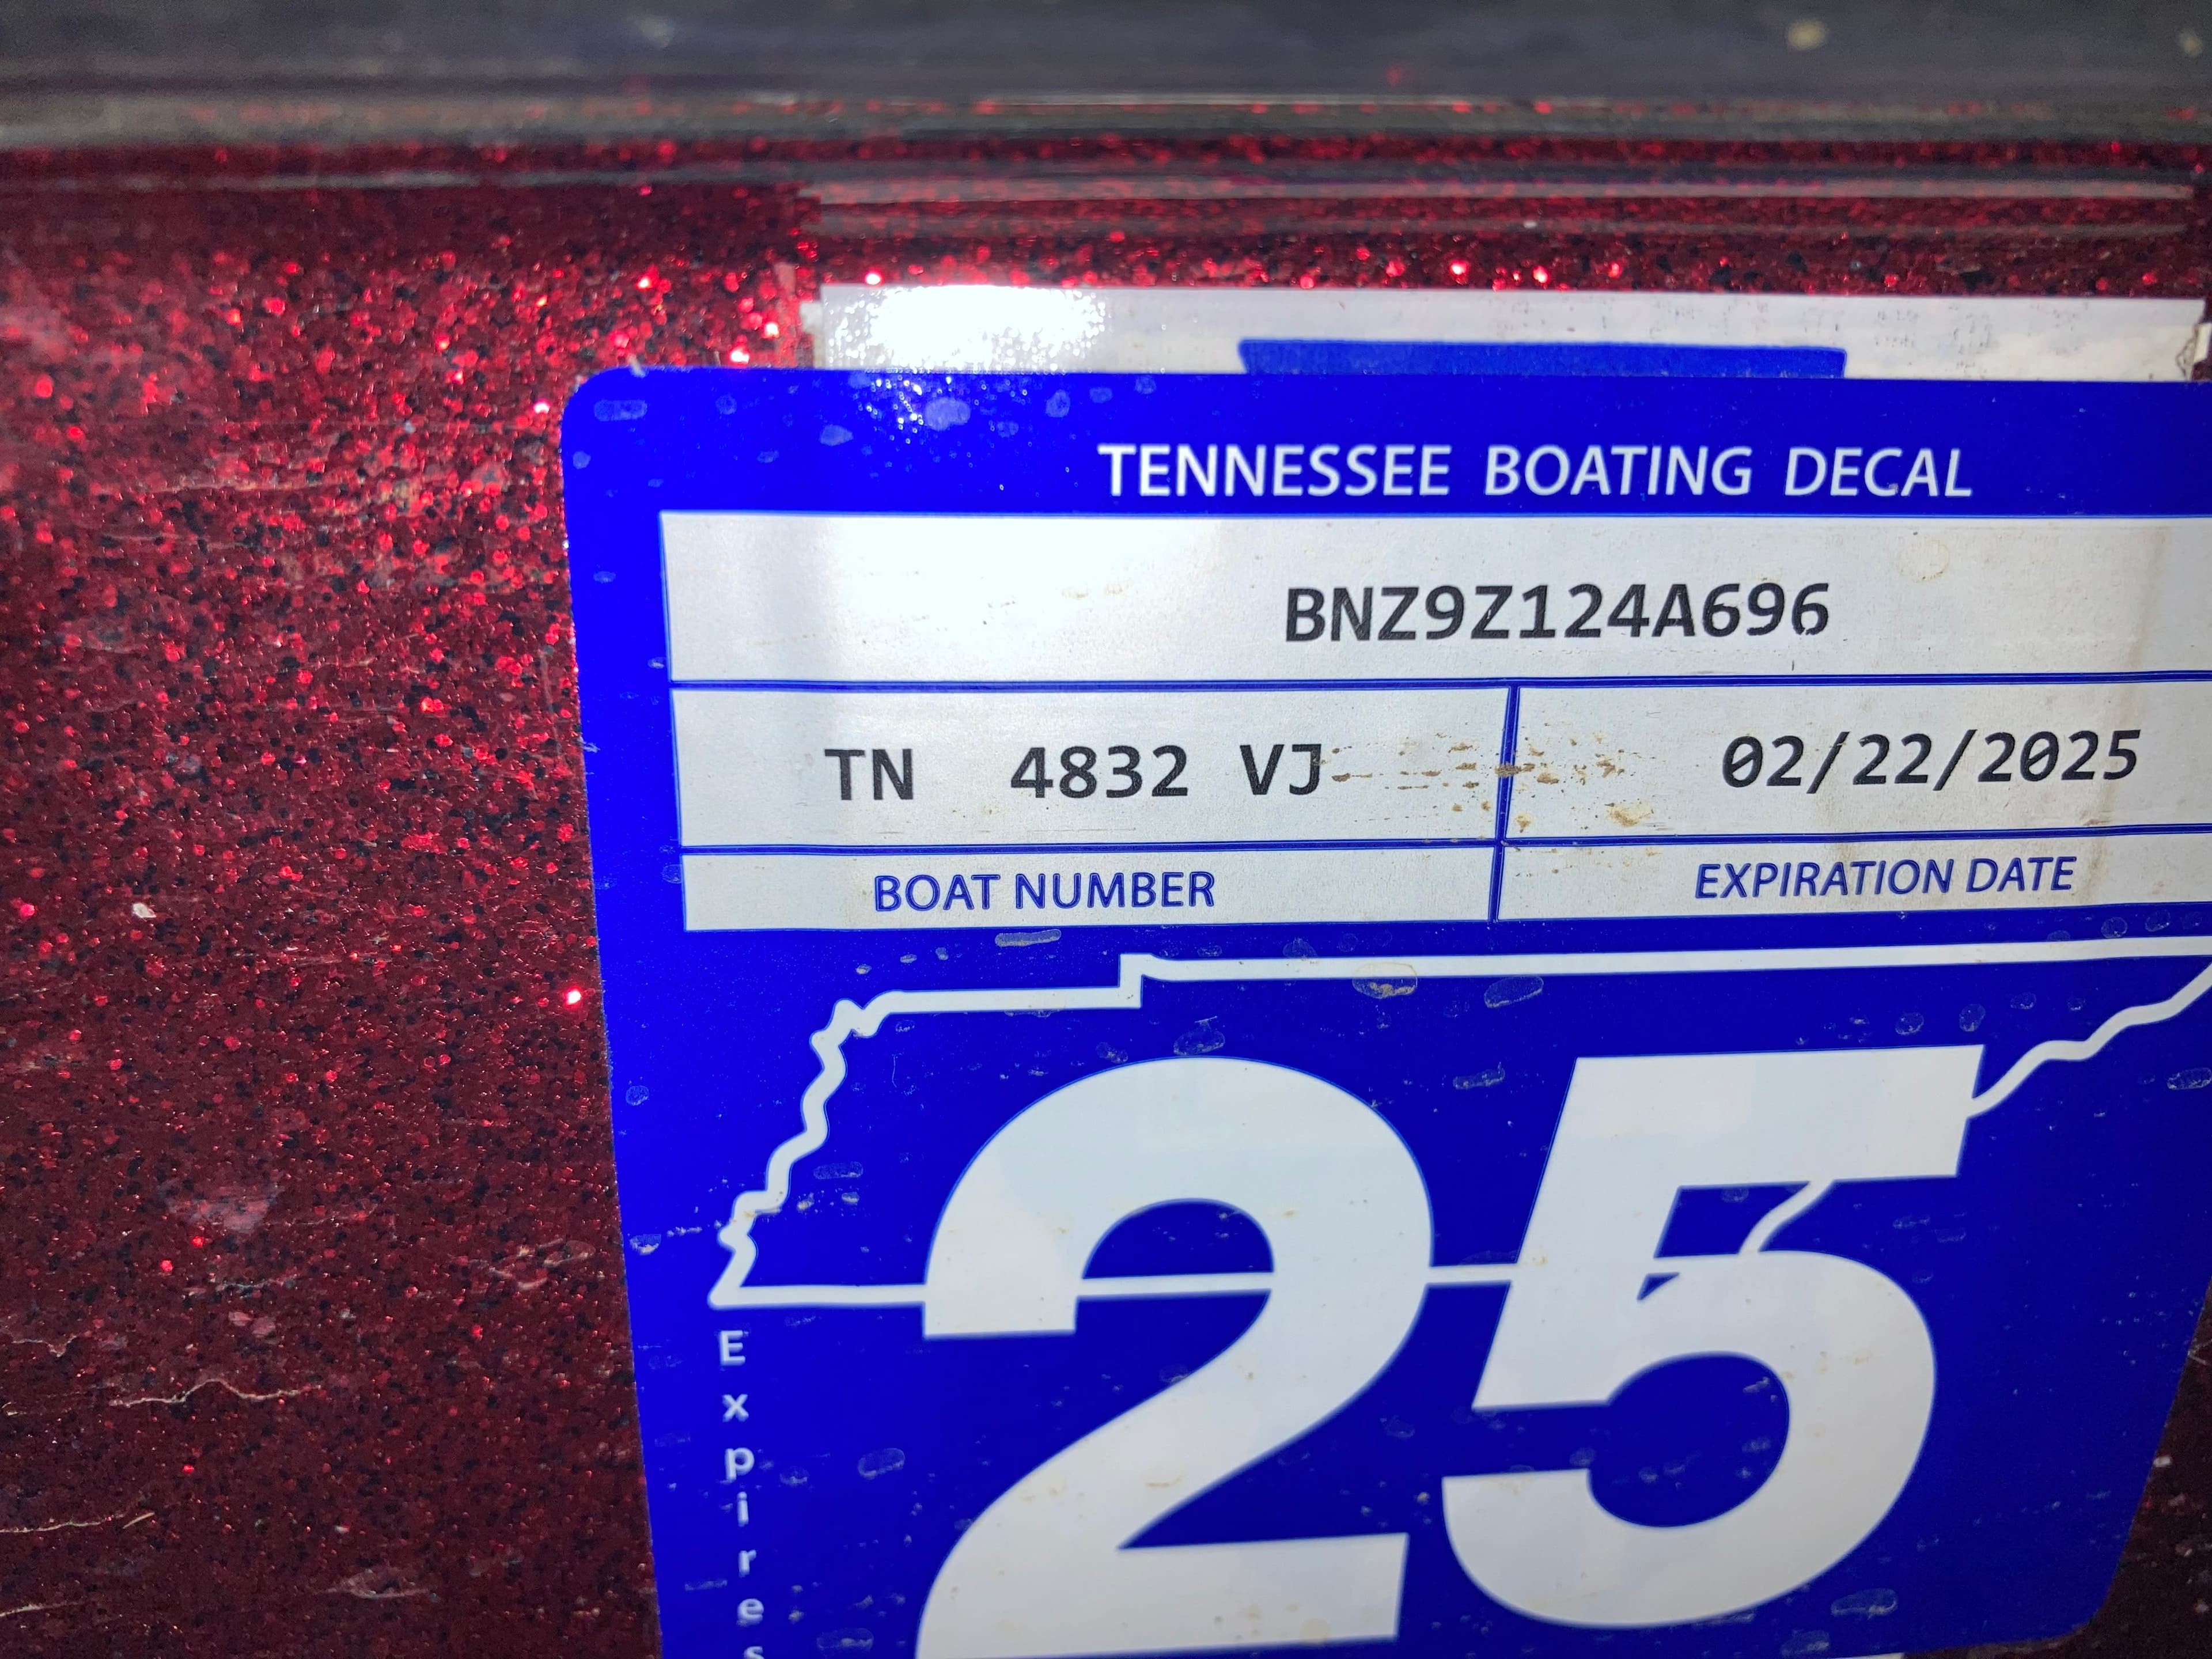 TENNESSEE BOATING DECAL
BNZ9Z124A696
TN 4832 VJ
02/22/2025
BOAT NUMBER
EXPIRATION DATE
25
Expires